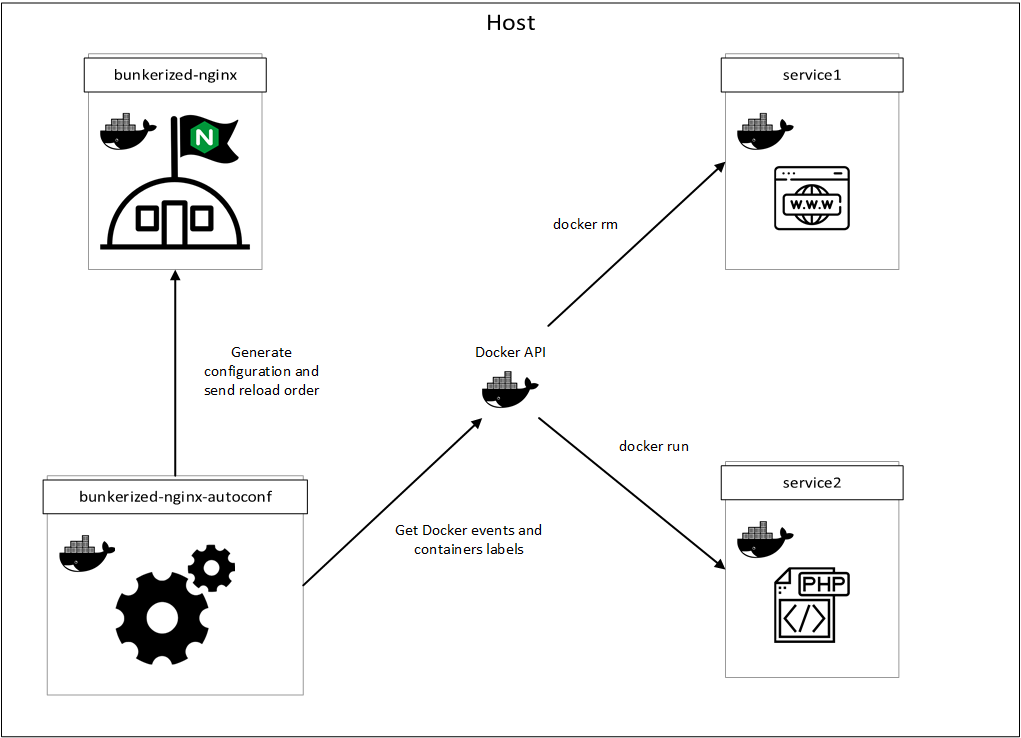 Host
bunkerized-nginx
N
service1
W.W.W
docker rm
Docker API
Generate
configuration and
send reload order
docker run
bunkerized-nginx-autoconf
Get Docker events and
containers labels
service2
PHP
</>